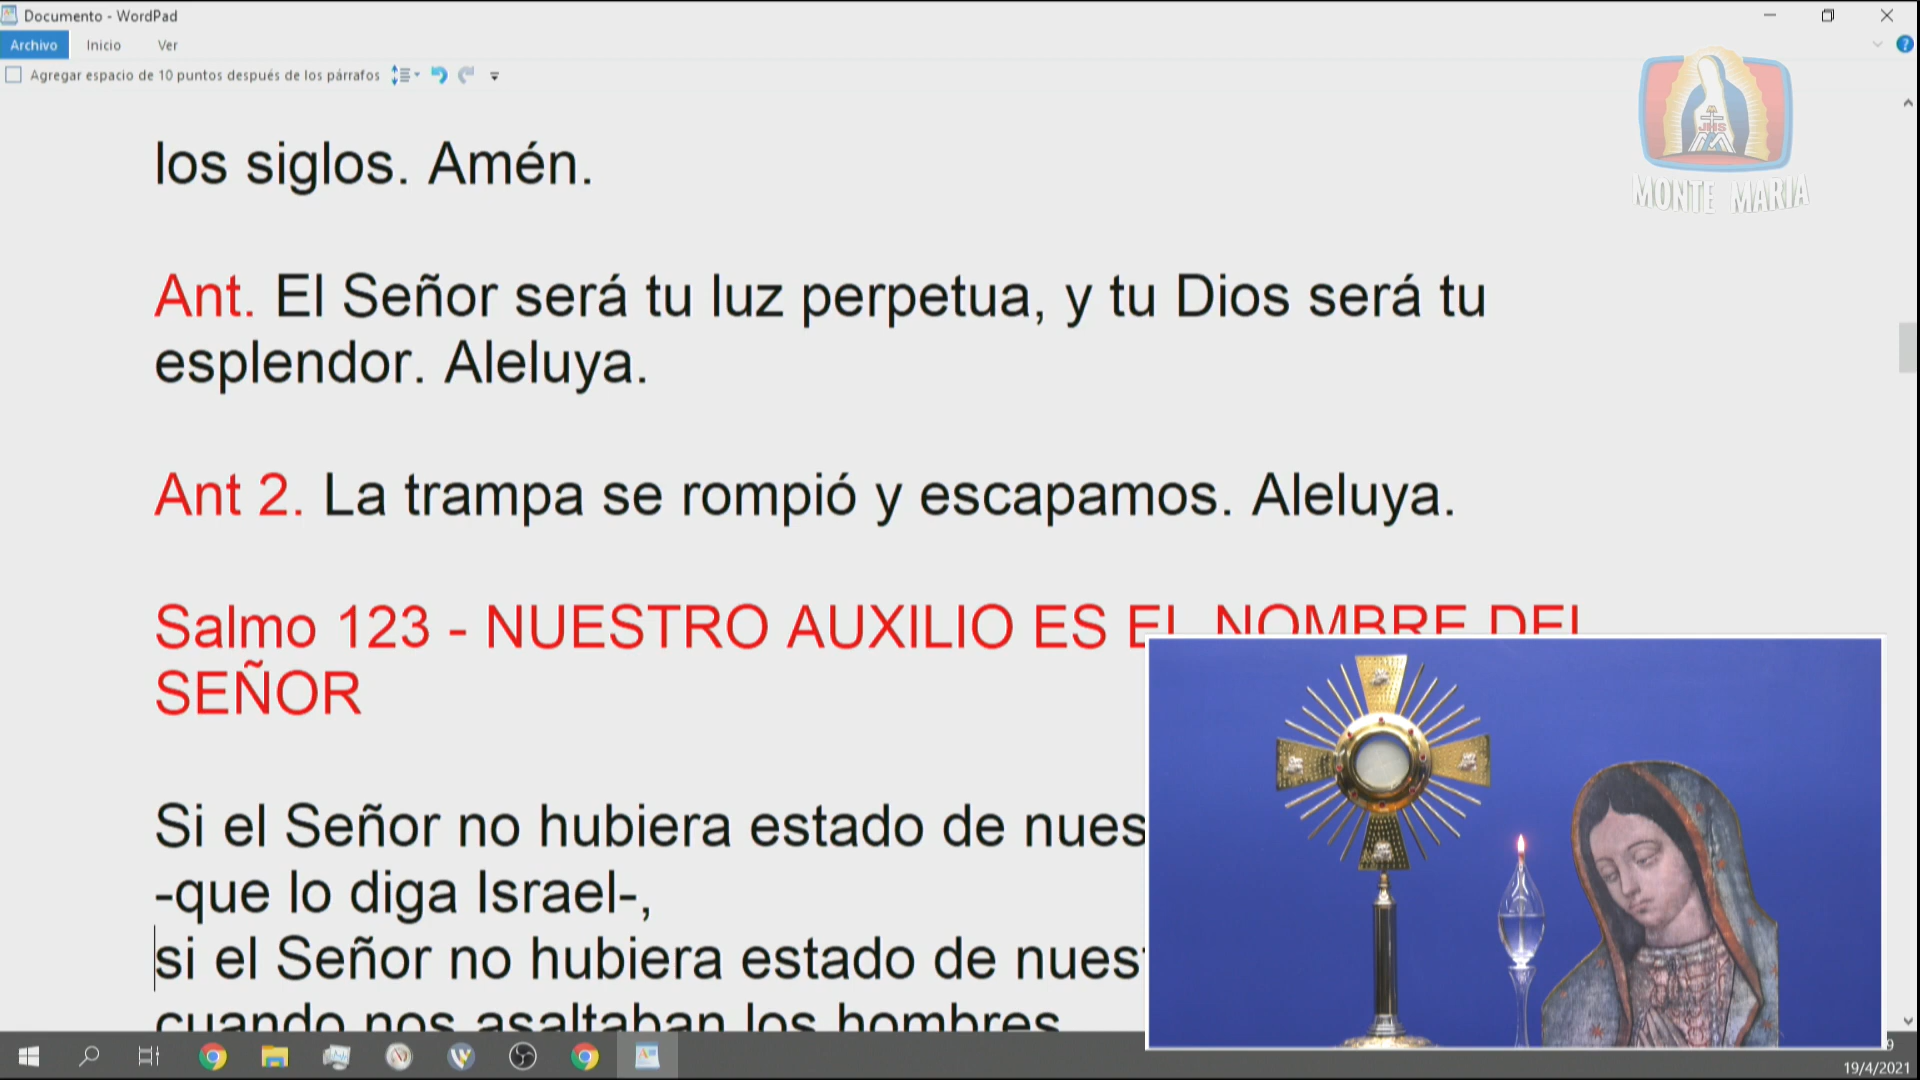 Documento - WordPad
Archivo Inicio Ver
Agregar espacio de 10 puntos después de los párrafos
JHS
MONTE MARIA
los siglos. Amén.
Ant. El Señor será tu luz perpetua, y tu Dios será tu
esplendor. Aleluya.
Ant 2. La trampa se rompió y escapamos. Aleluya.
Salmo 123 - NUESTRO AUXILIO ES EL NOMBRE DEL
SEÑOR
Si el Señor no hubiera estado de nues
-que lo diga Israel-,
si el Señor no hubiera estado de nues
cuando nos asaltaban los hombres
19/4/2021